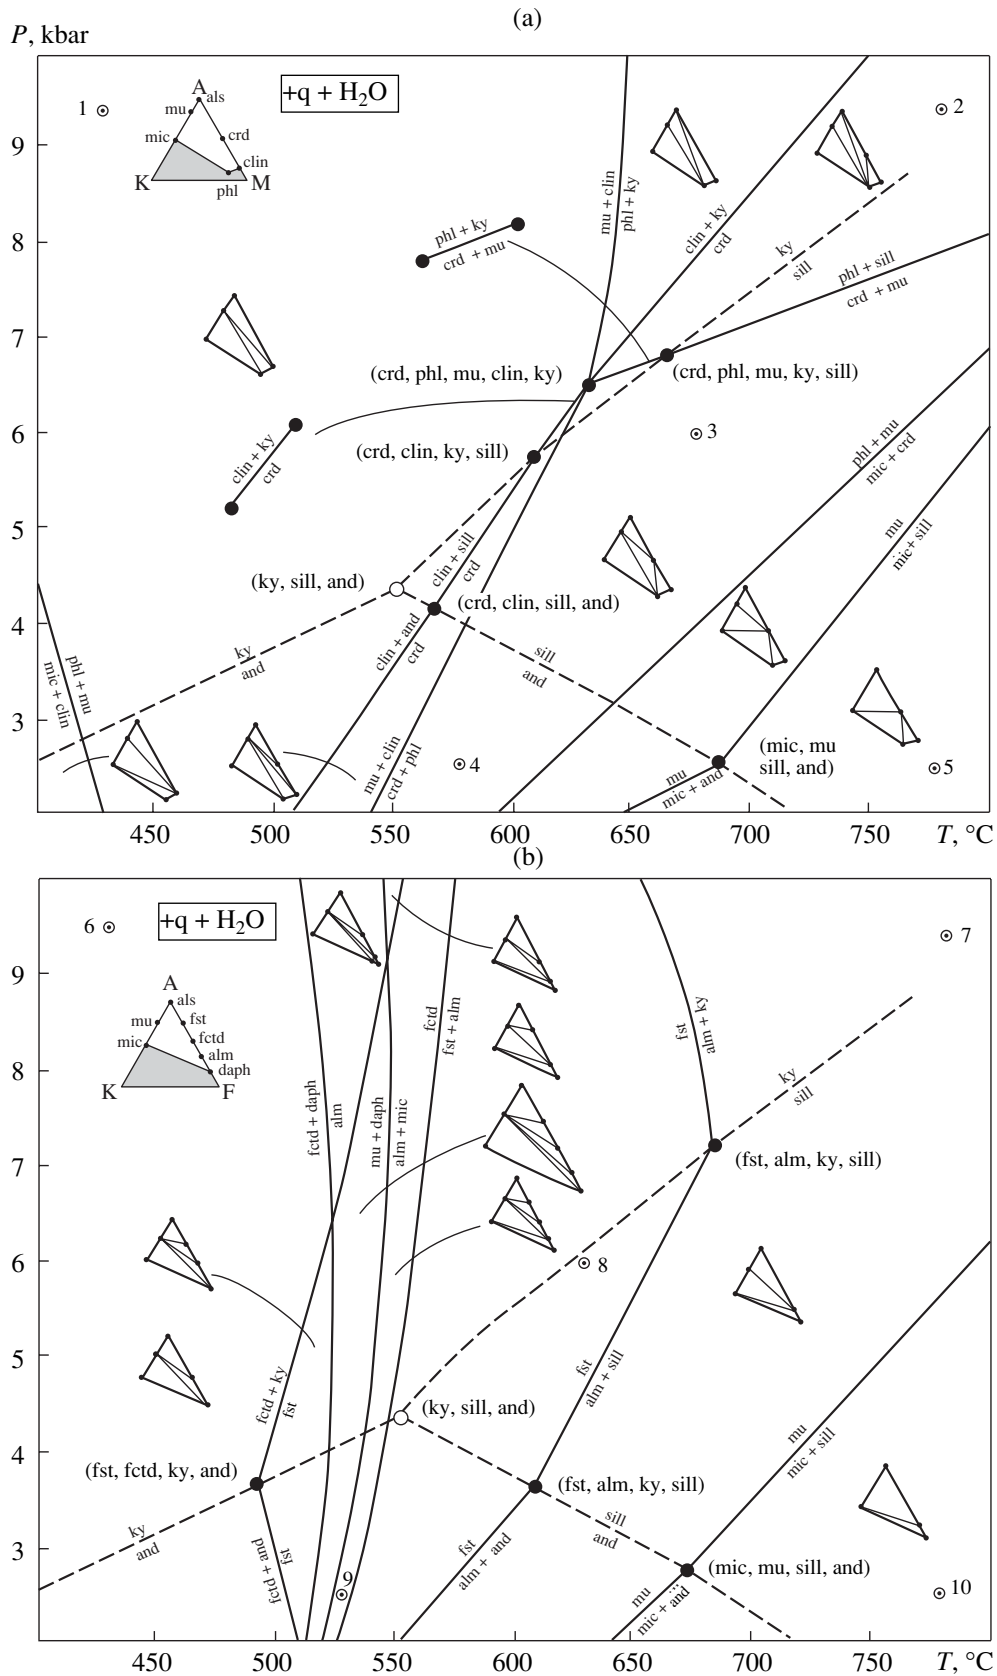 (a)
P, kbar
1
+q + H₂O
A
als
mu
mic
crd
clin
K
phl
M
2
9
8
7
6
5
4
3
mu + clin
phl + ky
clin + ky
crd
ky
sill
phl + sill
crd + mu
phl + ky
crd + mu
(crd, phl, mu, clin, ky)
(crd, phl, mu, ky, sill)
clin + ky
crd
(crd, clin, ky, sill)
3
phl + mu
mic + crd
mu
mic + sill
(ky, sill, and)
clin + sill
crd
(crd, clin, sill, and)
clin + and
crd
ky
and
sill
and
phl + mu
mic + clin
mu + clin
crd + phl
4
(mic, mu
sill, and)
mu
mic + and
5
450
500
550
600
650
700
750
T, °C
(b)
6
+q + H₂O
7
A
als
mu
fst
mic
fctd
alm
daph
K
F
9
8
7
6
5
4
3
fctd
fst + alm
fst
alm + ky
ky
sill
fctd + daph
alm
mu + daph
alm + mic
(fst, alm, ky, sill)
8
fst
alm + sill
fctd + ky
fst
(ky, sill, and)
mu
mic + sill
(fst, fctd, ky, and)
(fst, alm, ky, sill)
ky
and
fst
fctd + and
fst
alm + and
sill
and
(mic, mu, sill, and)
9
mu
mic + and
10
450
500
550
600
650
700
750
T, °C